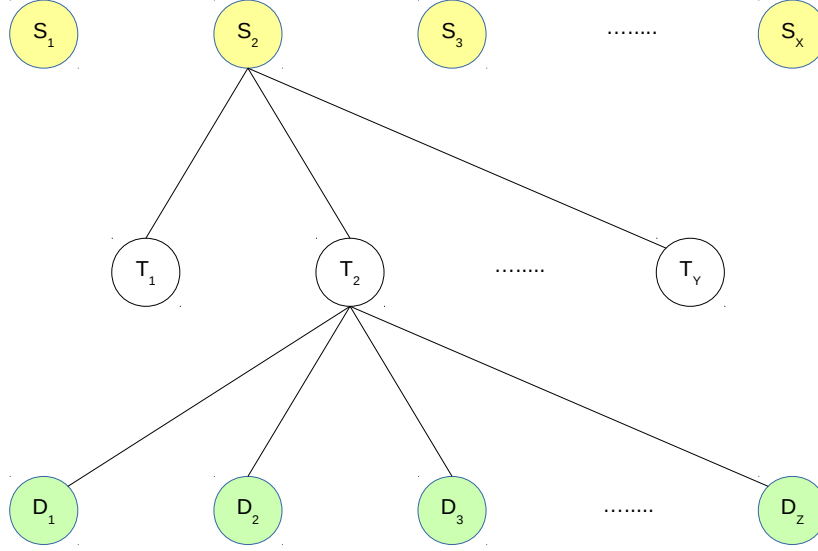 S1 S2 S3 …..... SX
T1 T2 …..... TY
D1 D2 D3 …..... DZ